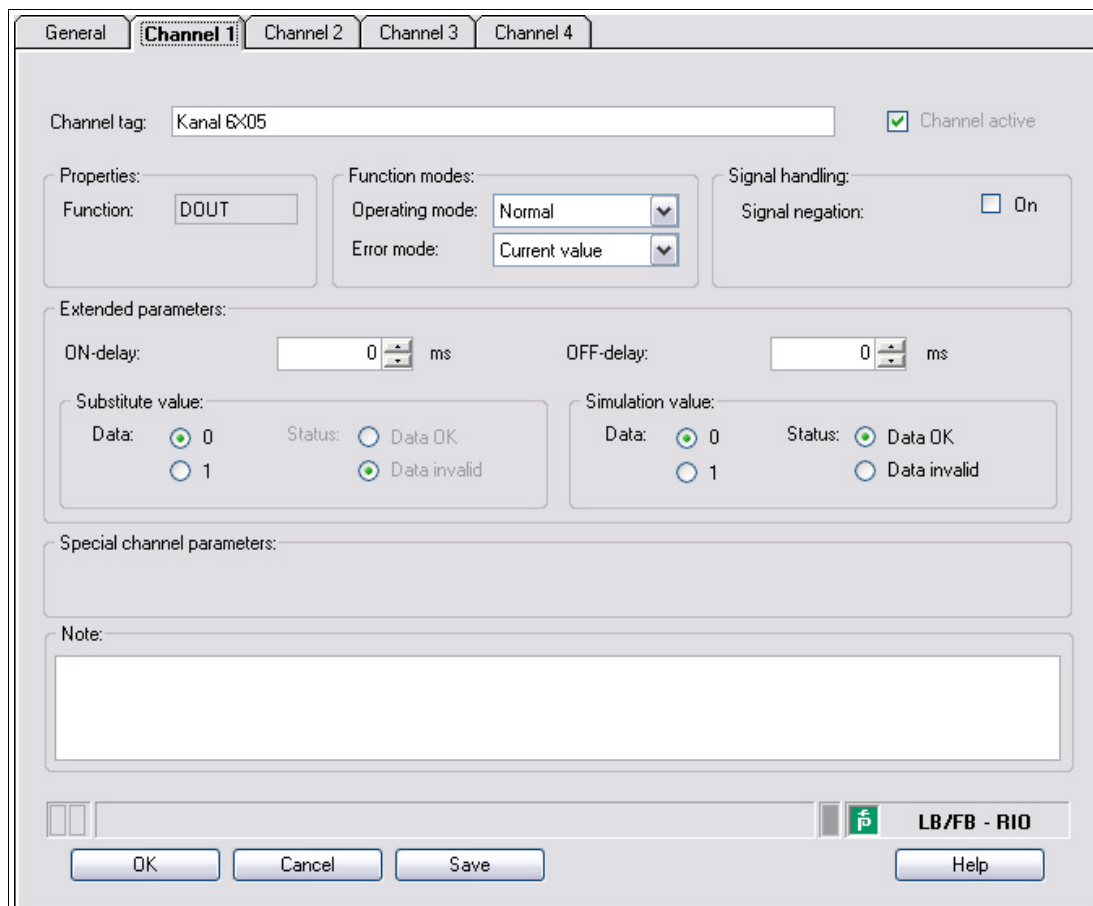 General Channel 1 Channel 2 Channel 3 Channel 4
Channel tag: Kanal 6X05 Channel active
Properties:
Function: DOUT
Function modes:
Operating mode: Normal
Error mode: Current value
Signal handling:
Signal negation: On
Extended parameters:
ON-delay: 0 ms OFF-delay: 0 ms
Substitute value:
Data: 0 Status: Data OK
1 Data invalid
Simulation value:
Data: 0 Status: Data OK
1 Data invalid
Special channel parameters:
Note:
LB/FB - RIO
OK Cancel Save Help